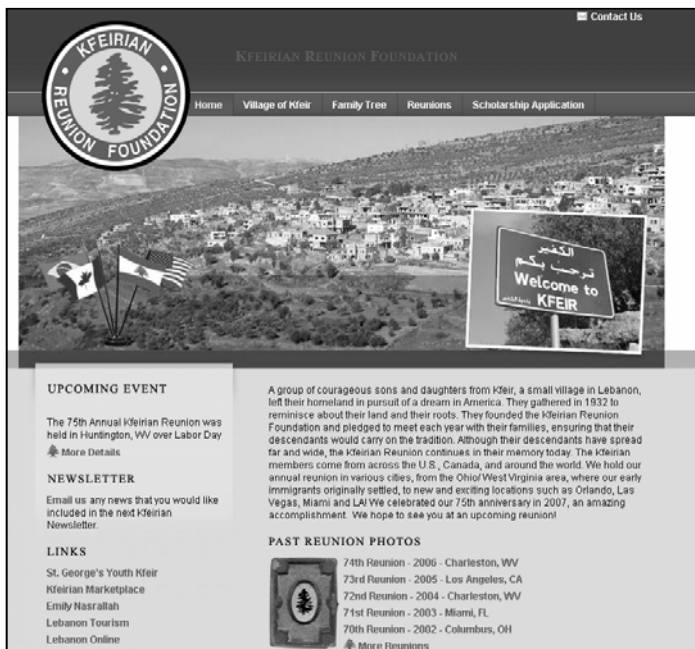 Contact Us
KFEIRIAN REUNION FOUNDATION
KFEIRIAN REUNION FOUNDATION
Home Village of Kfeir Family Tree Reunions Scholarship Application
الكفير
ترحب بكم
Welcome to
KFEIR
بلدية الكفير
UPCOMING EVENT
The 75th Annual Kfeirian Reunion was
held in Huntington, WV over Labor Day
More Details
NEWSLETTER
Email us any news that you would like
included in the next Kfeirian
Newsletter.
LINKS
St. George's Youth Kfeir
Kfeirian Marketplace
Emily Nasrallah
Lebanon Tourism
Lebanon Online
A group of courageous sons and daughters from Kfeir, a small village in Lebanon,
left their homeland in pursuit of a dream in America. They gathered in 1932 to
reminisce about their land and their roots. They founded the Kfeirian Reunion
Foundation and pledged to meet each year with their families, ensuring that their
descendants would carry on the tradition. Although their descendants have spread
far and wide, the Kfeirian Reunion continues in their memory today. The Kfeirian
members come from across the U.S., Canada, and around the world. We hold our
annual reunion in various cities, from the Ohio/West Virginia area, where our early
immigrants originally settled, to new and exciting locations such as Orlando, Las
Vegas, Miami and LA! We celebrated our 75th anniversary in 2007, an amazing
accomplishment. We hope to see you at an upcoming reunion!
PAST REUNION PHOTOS
74th Reunion - 2006 - Charleston, WV
73rd Reunion - 2005 - Los Angeles, CA
72nd Reunion - 2004 - Charleston, WV
71st Reunion - 2003 - Miami, FL
70th Reunion - 2002 - Columbus, OH
More Reunions